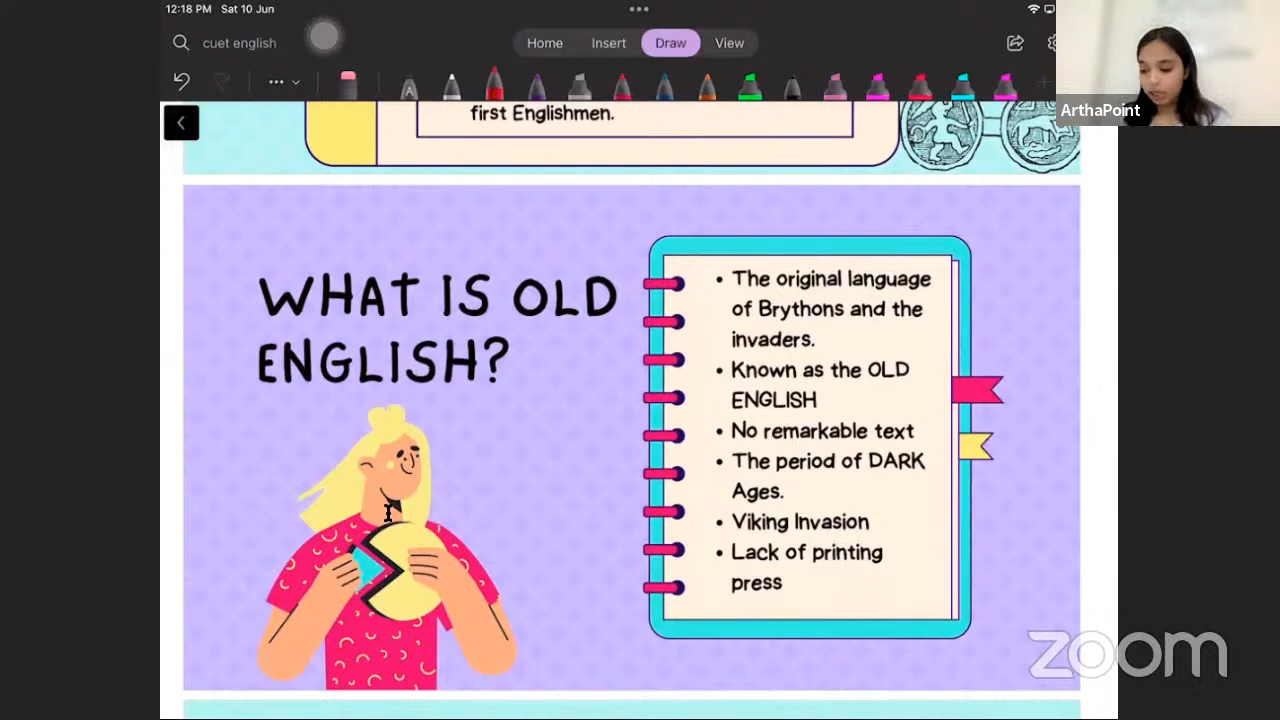 12:18 PM Sat 10 Jun
cuet english
Home Insert Draw View
A
ArthaPoint
first Englishmen.
WHAT IS OLD
ENGLISH?
• The original language
of Brythons and the
invaders.
• Known as the OLD
ENGLISH
• No remarkable text
• The period of DARK
Ages.
• Viking Invasion
• Lack of printing
press
zoom